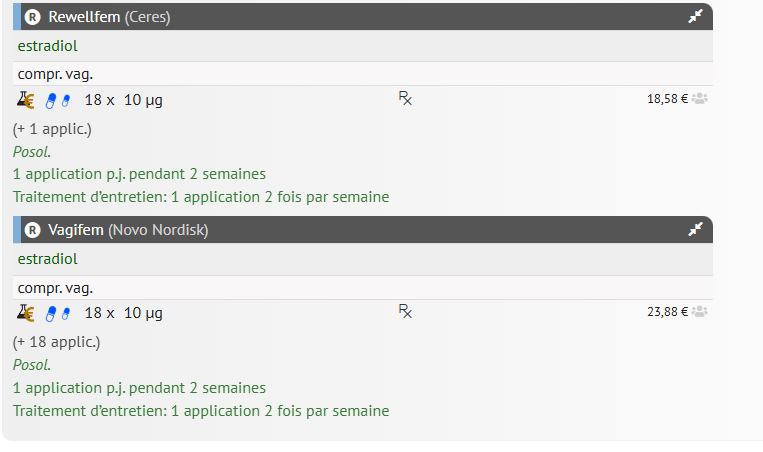 R Rewellfem (Ceres)
estradiol
compr. vag.
€ 18 x 10 µg Rx 18,58 €
(+ 1 applic.)
Posol.
1 application p.j. pendant 2 semaines
Traitement d'entretien: 1 application 2 fois par semaine
R Vagifem (Novo Nordisk)
estradiol
compr. vag.
€ 18 x 10 µg Rx 23,88 €
(+ 18 applic.)
Posol.
1 application p.j. pendant 2 semaines
Traitement d'entretien: 1 application 2 fois par semaine